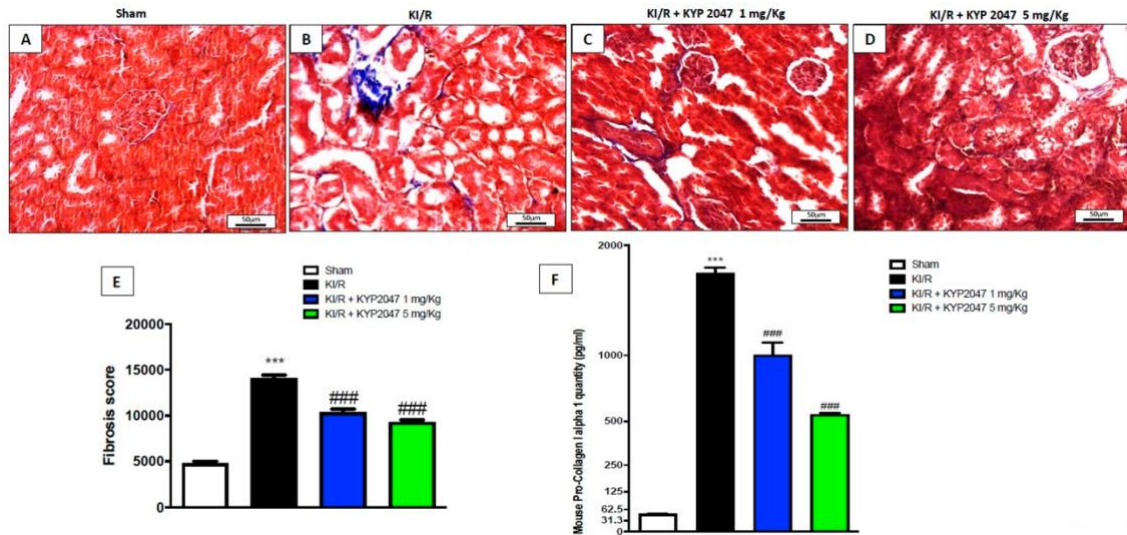 Sham
KI/R
KI/R + KYP 2047 1 mg/Kg
KI/R + KYP 2047 5 mg/Kg
A
B
C
D
50µm
50µm
50µm
50µm
E
Sham
KI/R
KI/R + KYP2047 1 mg/Kg
KI/R + KYP2047 5 mg/Kg
Fibrosis score
20000
15000
10000
5000
0
***
###
###
F
Sham
KI/R
KI/R + KYP2047 1 mg/Kg
KI/R + KYP2047 5 mg/Kg
Mouse Pro-Collagen I alpha 1 quantity (pg/ml)
2000
1000
500
250
125
62.5
31.3
0
***
###
###